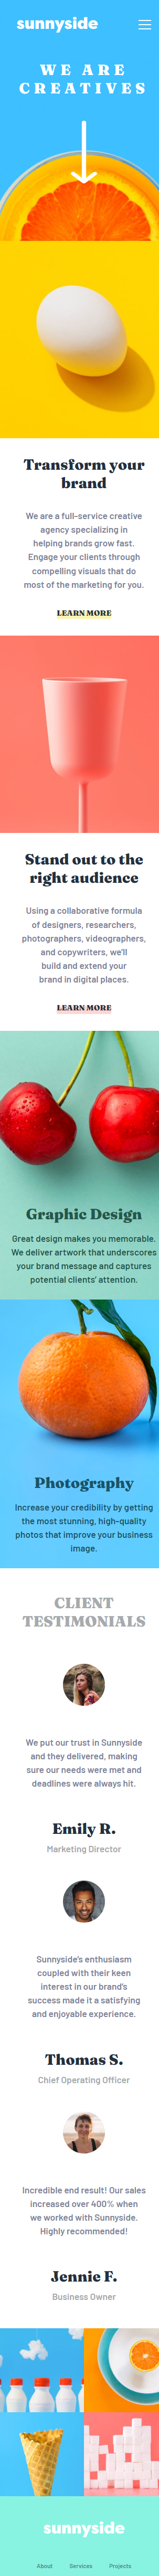 sunnyside
WE ARE
CREATIVES
Transform your
brand
We are a full-service creative
agency specializing in
helping brands grow fast.
Engage your clients through
compelling visuals that do
most of the marketing for you.
LEARN MORE
Stand out to the
right audience
Using a collaborative formula
of designers, researchers,
photographers, videographers,
and copywriters, we'll
build and extend your
brand in digital places.
LEARN MORE
Graphic Design
Great design makes you memorable.
We deliver artwork that underscores
your brand message and captures
potential clients' attention.
Photography
Increase your credibility by getting
the most stunning, high-quality
photos that improve your business
image.
CLIENT
TESTIMONIALS
We put our trust in Sunnyside
and they delivered, making
sure our needs were met and
deadlines were always hit.
Emily R.
Marketing Director
Sunnyside's enthusiasm
coupled with their keen
interest in our brand's
success made it a satisfying
and enjoyable experience.
Thomas S.
Chief Operating Officer
Incredible end result! Our sales
increased over 400% when
we worked with Sunnyside.
Highly recommended!
Jennie F.
Business Owner
sunnyside
About Services Projects